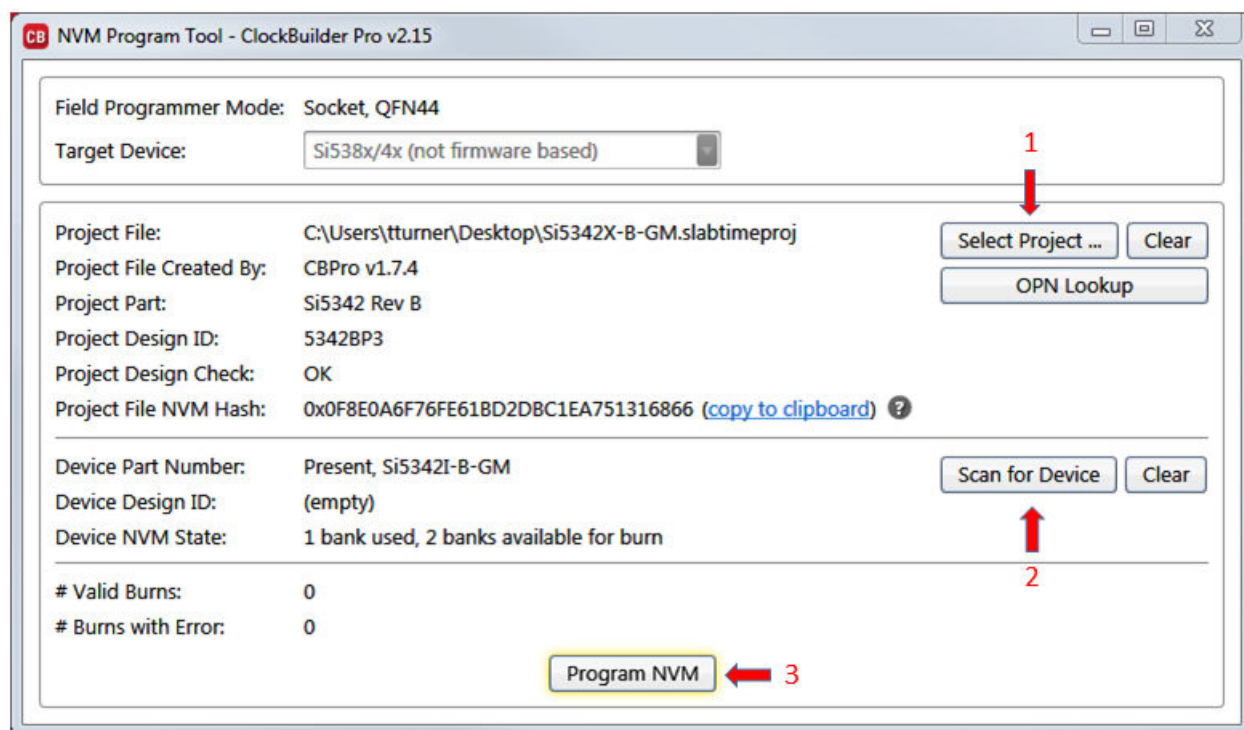 CB NVM Program Tool - ClockBuilder Pro v2.15
Field Programmer Mode: Socket, QFN44
Target Device: Si538x/4x (not firmware based)
1
Project File: C:\Users\tturner\Desktop\Si5342X-B-GM.slabtimeproj Select Project ... Clear
Project File Created By: CBPro v1.7.4
OPN Lookup
Project Part: Si5342 Rev B
Project Design ID: 5342BP3
Project Design Check: OK
Project File NVM Hash: 0x0F8E0A6F76FE61BD2DBC1EA751316866 (copy to clipboard) ?
Device Part Number: Present, Si5342I-B-GM Scan for Device Clear
Device Design ID: (empty)
Device NVM State: 1 bank used, 2 banks available for burn
2
# Valid Burns: 0
# Burns with Error: 0
Program NVM 3